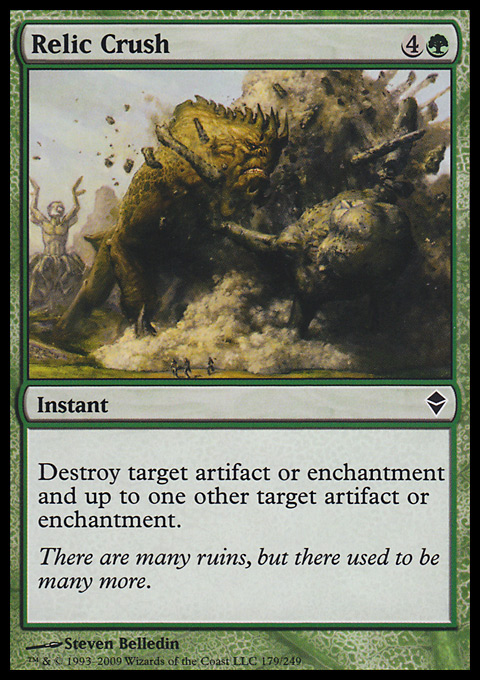 Relic Crush 4
Instant
Destroy target artifact or enchantment
and up to one other target artifact or
enchantment.
There are many ruins, but there used to be
many more.
Steven Belledin
™ & © 1993–2009 Wizards of the Coast LLC 179/249